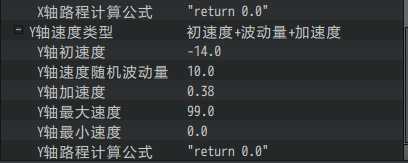 X轴路程计算公式 "return 0.0"
Y轴速度类型 初速度+波动量+加速度
Y轴初速度 -14.0
Y轴速度随机波动量 10.0
Y轴加速度 0.38
Y轴最大速度 99.0
Y轴最小速度 0.0
Y轴路程计算公式 "return 0.0"